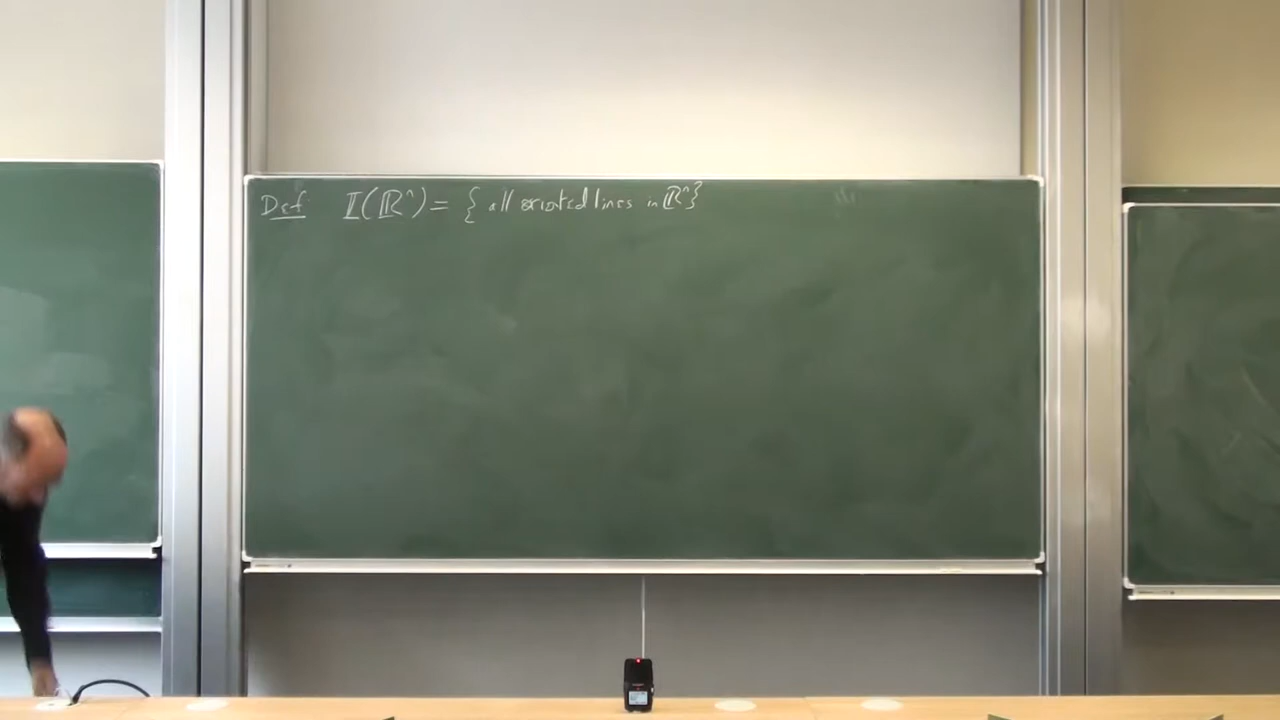 Def 𝕃(ℝⁿ) = { all oriented lines in ℝⁿ }